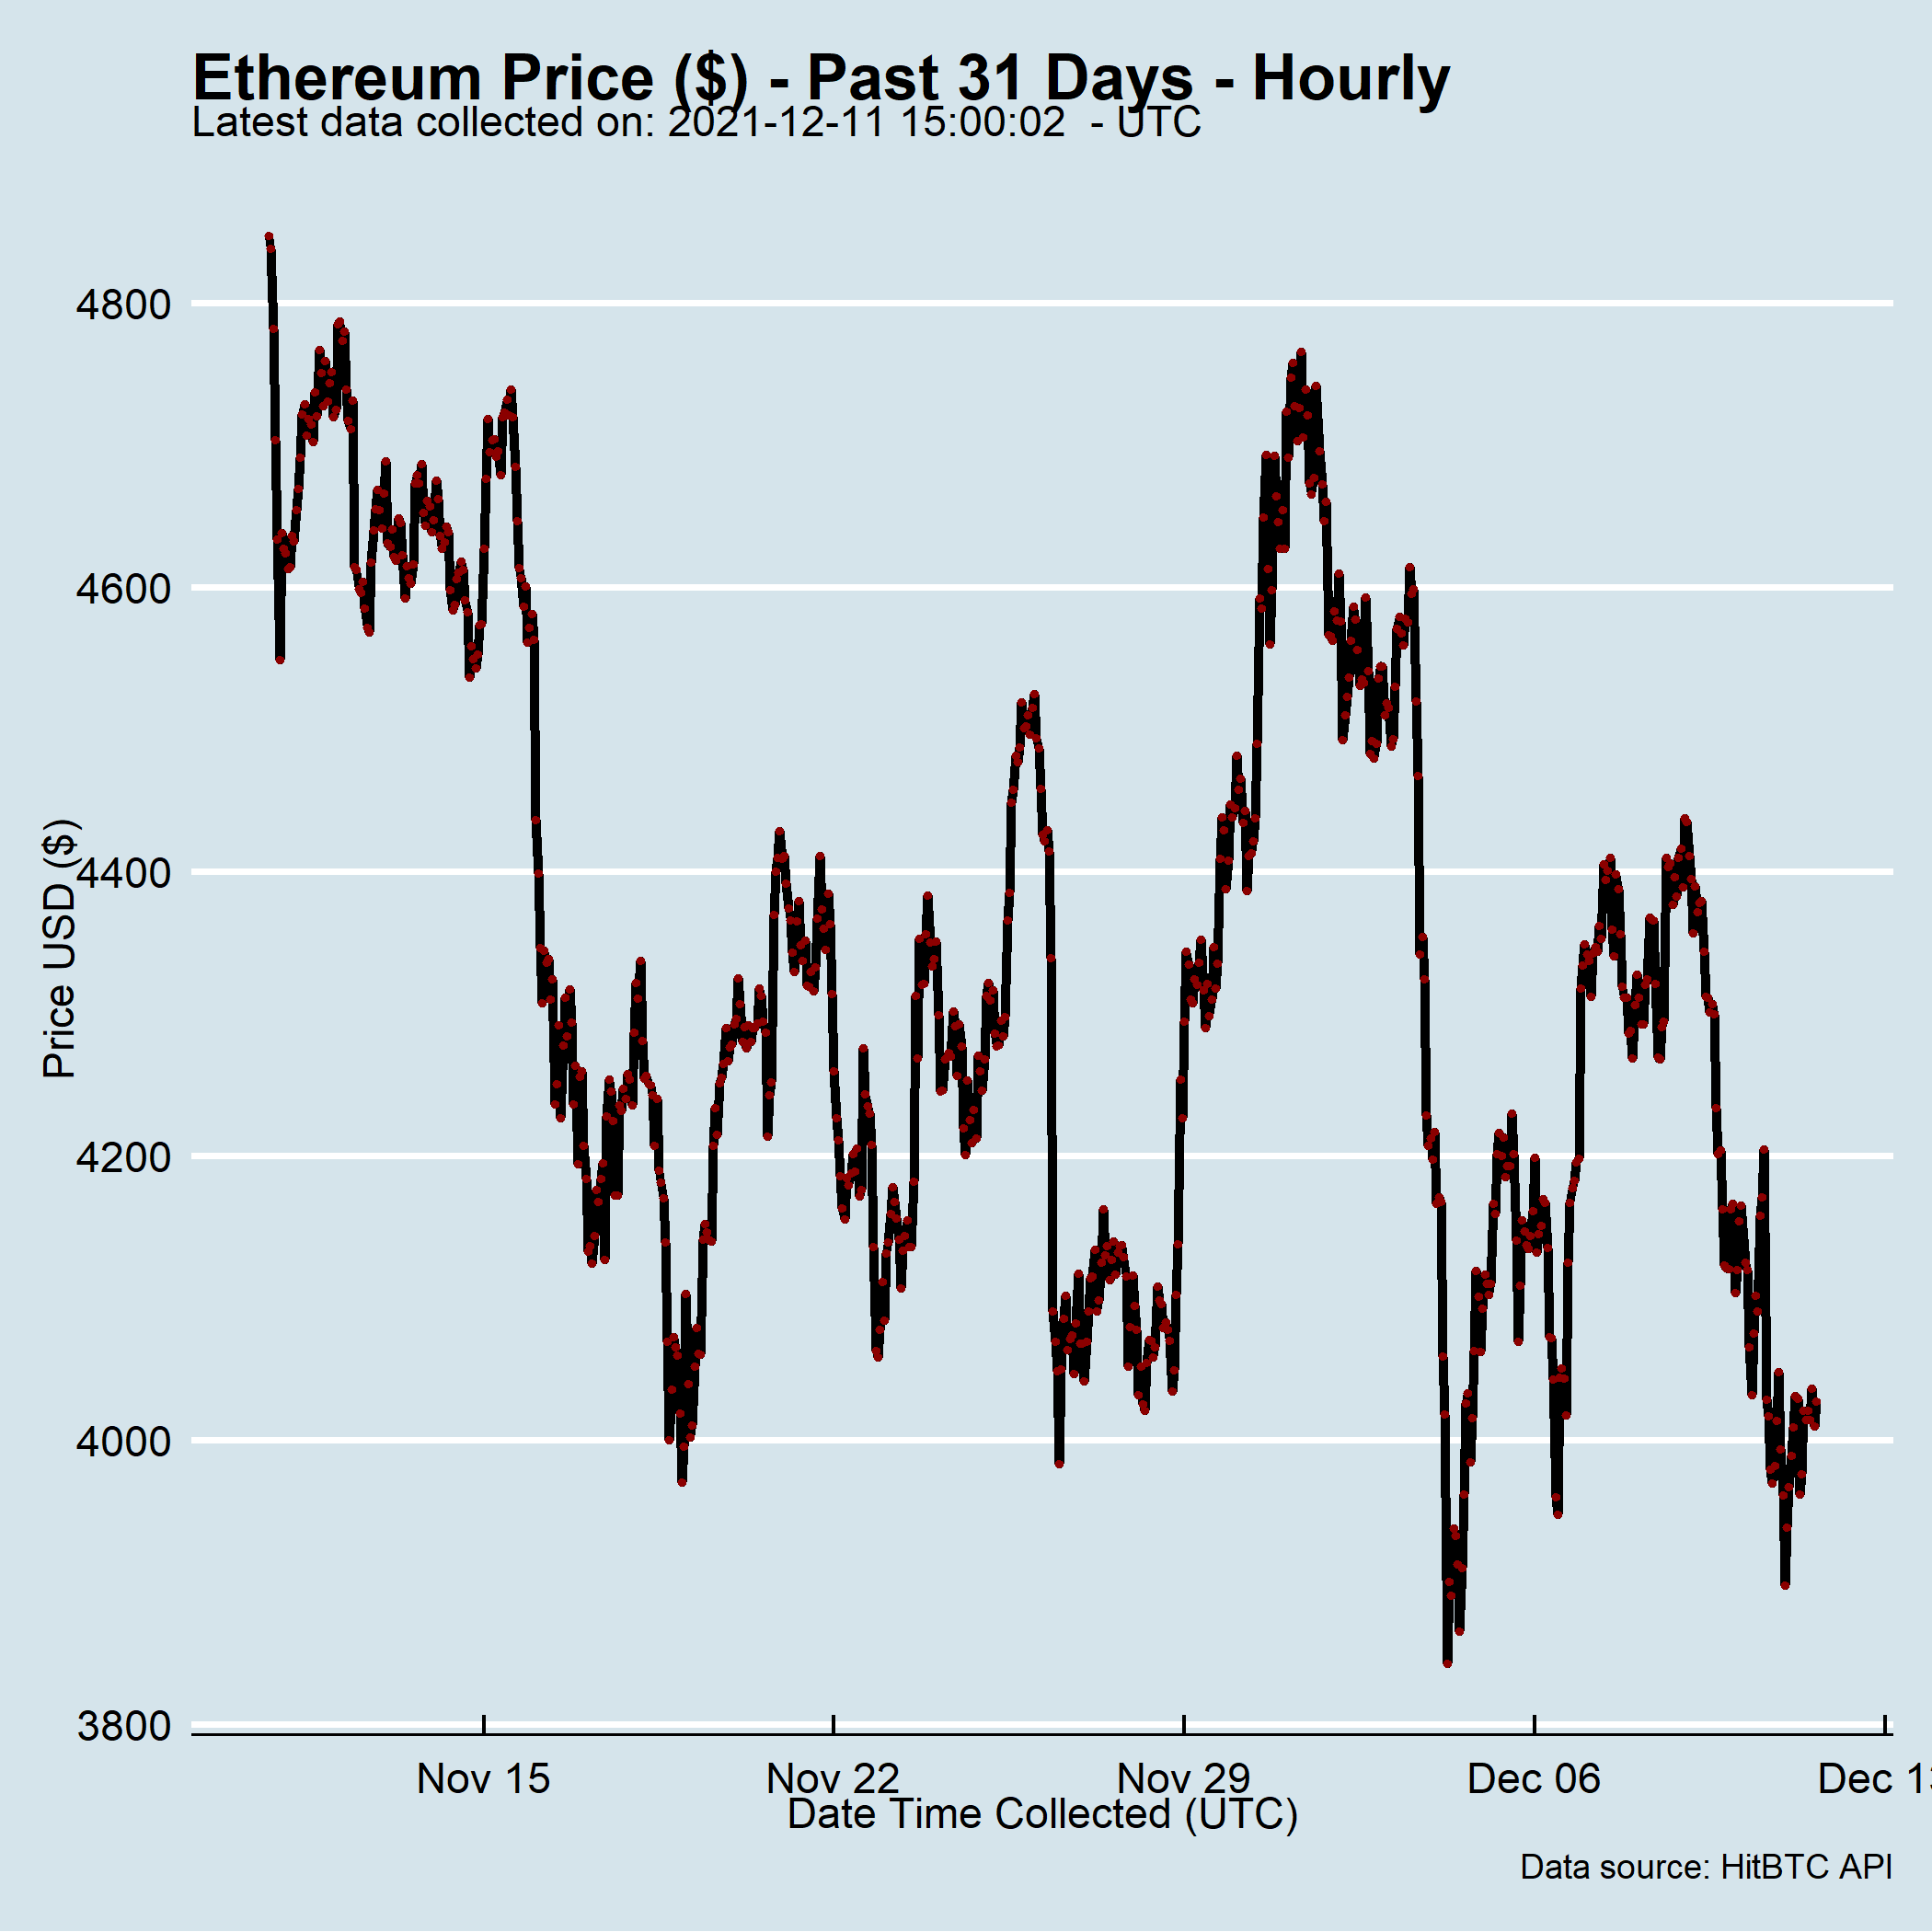 Ethereum Price ($) - Past 31 Days - Hourly
Latest data collected on: 2021-12-11 15:00:02  - UTC
4800
4600
4400
4200
4000
3800
Price USD ($)
Nov 15
Nov 22
Nov 29
Dec 06
Dec 13
Date Time Collected (UTC)
Data source: HitBTC API